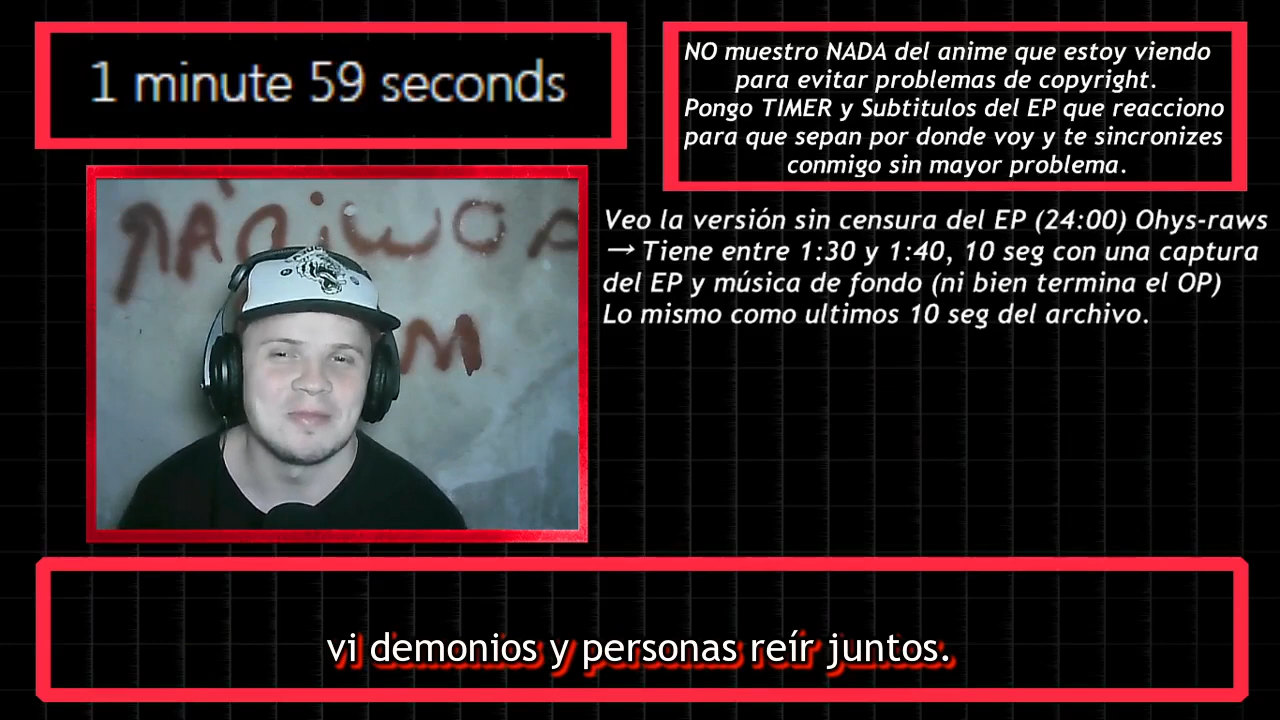 1 minute 59 seconds
NO muestro NADA del anime que estoy viendo
para evitar problemas de copyright.
Pongo TIMER y Subtitulos del EP que reacciono
para que sepan por donde voy y te sincronizes
conmigo sin mayor problema.
Veo la versión sin censura del EP (24:00) Ohys-raws
→ Tiene entre 1:30 y 1:40, 10 seg con una captura
del EP y música de fondo (ni bien termina el OP)
Lo mismo como ultimos 10 seg del archivo.
vi demonios y personas reír juntos.